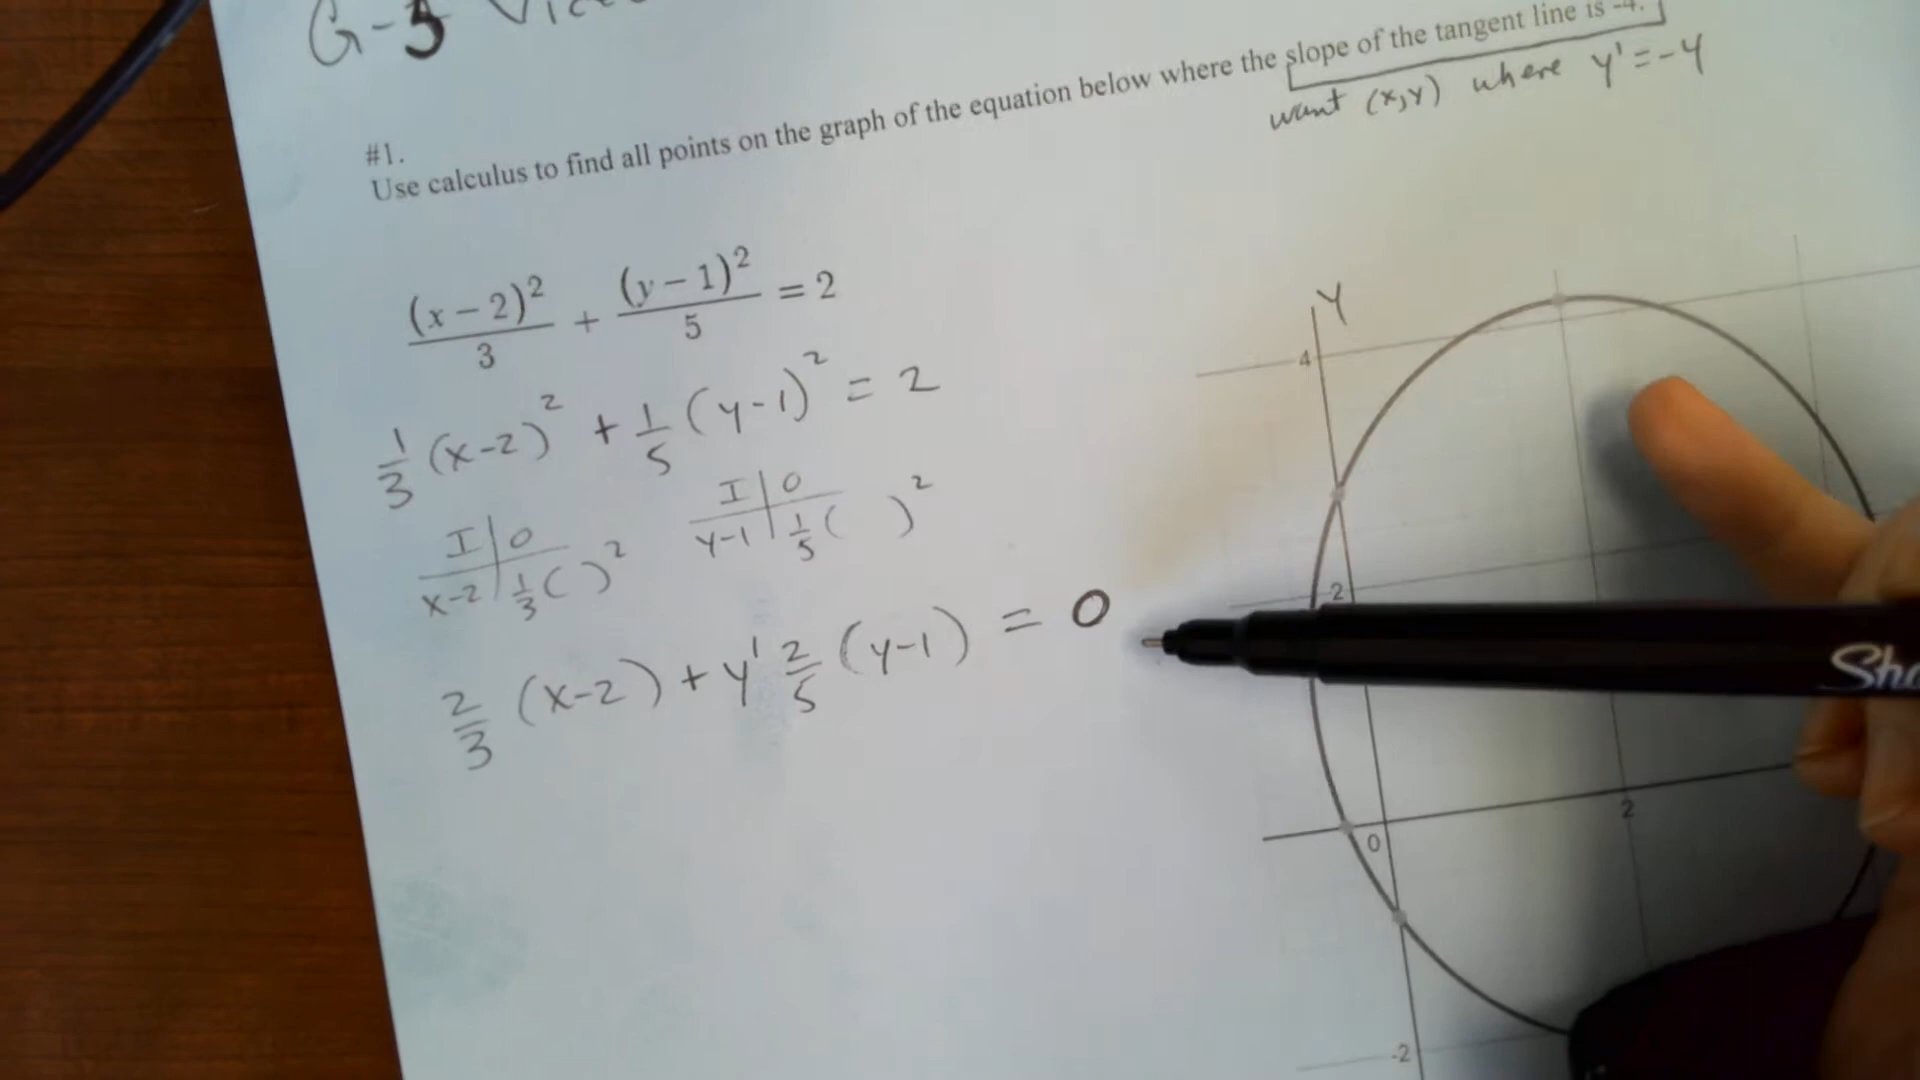 G-5
#1.
Use calculus to find all points on the graph of the equation below where the slope of the tangent line is -4.
want (x,y) where y' = -4
(x - 2)²/3 + (y - 1)²/5 = 2
1/3 (x-2)² + 1/5 (y-1)² = 2
I | O
x-2 | 1/3 ( )²
I | O
y-1 | 1/5 ( )²
2/3 (x-2) + y' 2/5 (y-1) = 0
Y
4
2
0
2
-2